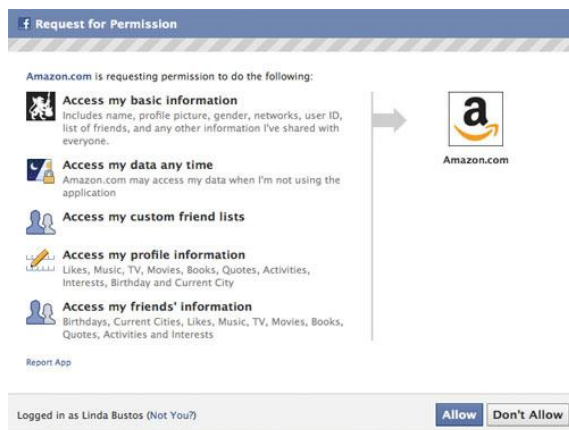 f Request for Permission
Amazon.com is requesting permission to do the following:
Access my basic information
Includes name, profile picture, gender, networks, user ID,
list of friends, and any other information I've shared with
everyone.
a
Amazon.com
Access my data any time
Amazon.com may access my data when I'm not using the
application
Access my custom friend lists
Access my profile information
Likes, Music, TV, Movies, Books, Quotes, Activities,
Interests, Birthday and Current City
Access my friends' information
Birthdays, Current Cities, Likes, Music, TV, Movies, Books,
Quotes, Activities and Interests
Report App
Logged in as Linda Bustos (Not You?)
Allow
Don't Allow